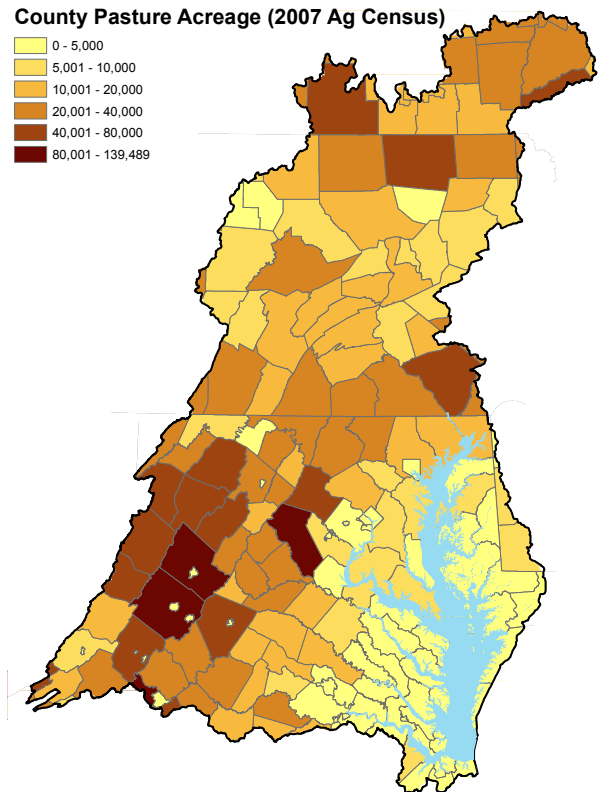 County Pasture Acreage (2007 Ag Census)
0 - 5,000
5,001 - 10,000
10,001 - 20,000
20,001 - 40,000
40,001 - 80,000
80,001 - 139,489